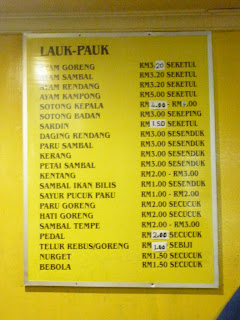 LAUK-PAUK
AYAM GORENG RM3.20 SEKETUL
AYAM SAMBAL RM3.20 SEKETUL
AYAM RENDANG RM3.20 SEKETUL
AYAM KAMPONG RM5.00 SEKETUL
SOTONG KEPALA RM4.00 - RM5.00
SOTONG BADAN RM3.00 SEKEPING
SARDIN RM3.50 SEKETUL
DAGING RENDANG RM3.00 SESENDUK
PARU SAMBAL RM3.00 SESENDUK
KERANG RM3.00 SESENDUK
PETAI SAMBAL RM3.00 SESENDUK
KENTANG RM2.00 - RM3.00
SAMBAL IKAN BILIS RM1.00 SESENDUK
SAYUR PUCUK PAKU RM1.00 - RM2.00
PARU GORENG RM2.00 SECUCUK
HATI GORENG RM2.00 SESENDUK
SAMBAL TEMPE RM2.00 - RM3.00
PEDAL RM2.00 SECUCUK
TELUR REBUS/GORENG RM1.00 SEBIJI
NURGET RM1.50 SECUCUK
BEBOLA RM1.50 SECUCUK